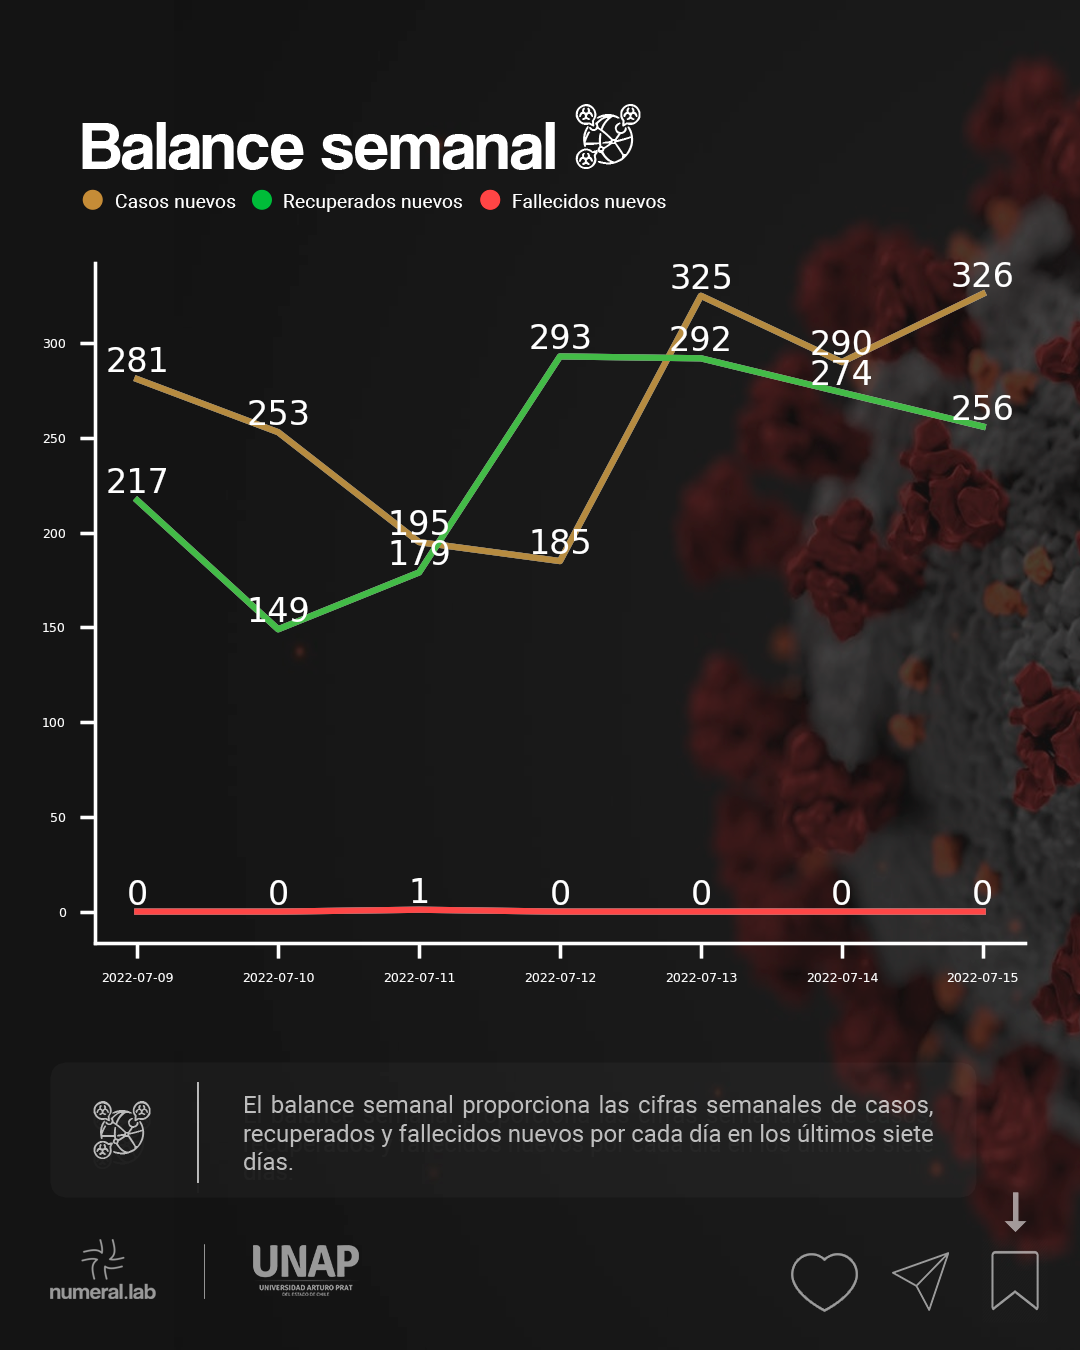 Balance semanal
Casos nuevos Recuperados nuevos Fallecidos nuevos
325
326
300
281
293
292
290
274
253
256
250
217
195
179
185
200
149
150
100
50
0
0
1
0
0
0
0
0
2022-07-09 2022-07-10 2022-07-11 2022-07-12 2022-07-13 2022-07-14 2022-07-15
El balance semanal proporciona las cifras semanales de casos,
recuperados y fallecidos nuevos por cada día en los últimos siete
días.
numeral.lab
UNAP
UNIVERSIDAD ARTURO PRAT
DEL ESTADO DE CHILE